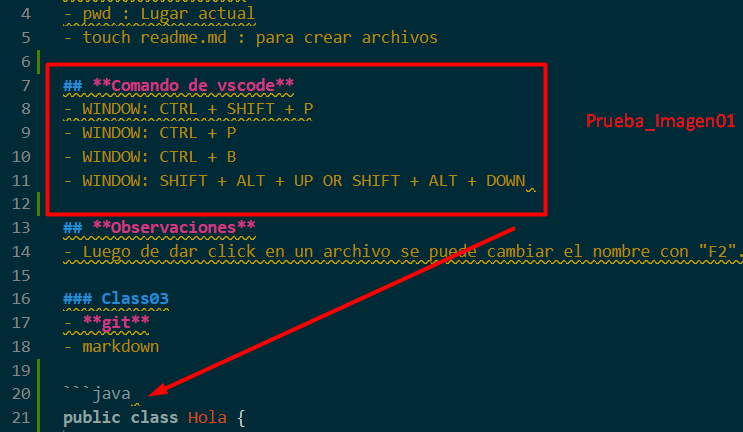 4 - pwd : Lugar actual
5 - touch readme.md : para crear archivos
6
7 ## **Comando de vscode**
8 - WINDOW: CTRL + SHIFT + P
Prueba_Imagen01
9 - WINDOW: CTRL + P
10 - WINDOW: CTRL + B
11 - WINDOW: SHIFT + ALT + UP OR SHIFT + ALT + DOWN
12
13 ## **Observaciones**
14 - Luego de dar click en un archivo se puede cambiar el nombre con "F2".
15
16 ### Class03
17 - **git**
18 - markdown
19
20 ```java
21 public class Hola {